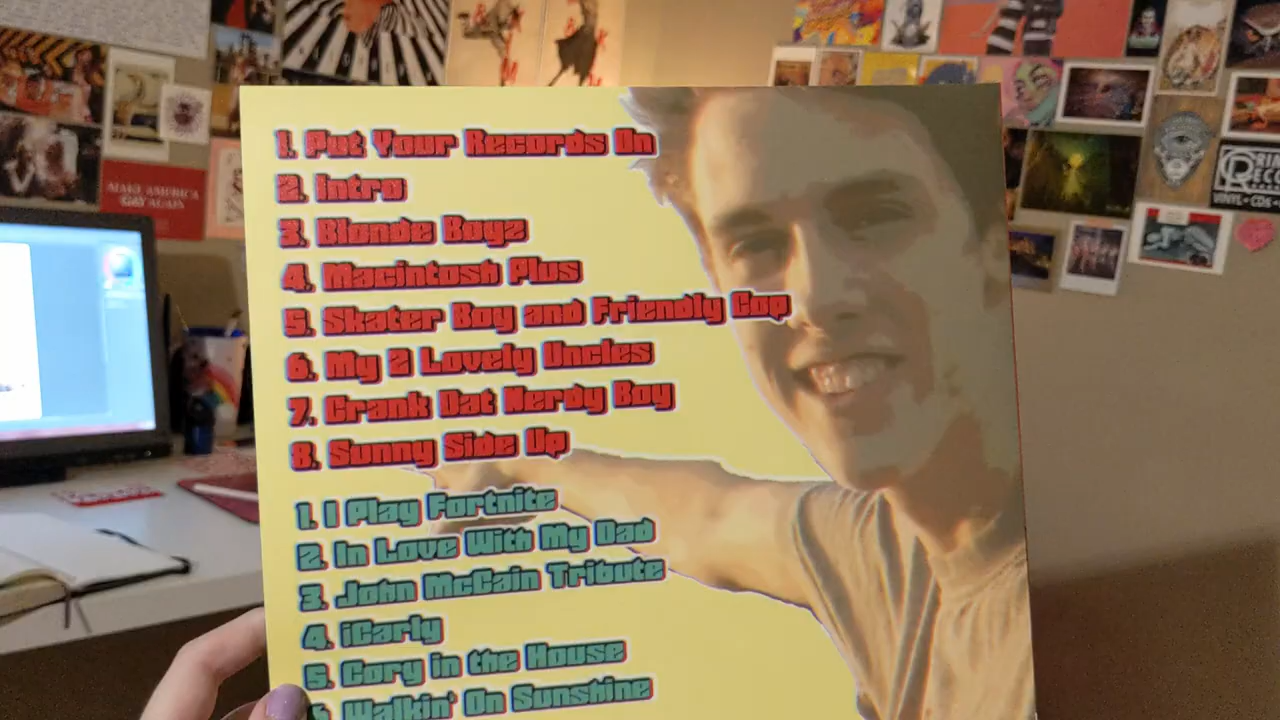 MAKE AMERICA
GAY AGAIN
1. Put Your Records On
2. Intro
3. Blonde Boyz
4. Macintosh Plus
5. Skater Boy and Friendly Cop
6. My 2 Lovely Uncles
7. Crank Dat Nerdy Boy
8. Sunny Side Up
1. I Play Fortnite
2. In Love With My Dad
3. John McCain Tribute
4. iCarly
5. Cory in the House
Walkin' On Sunshine